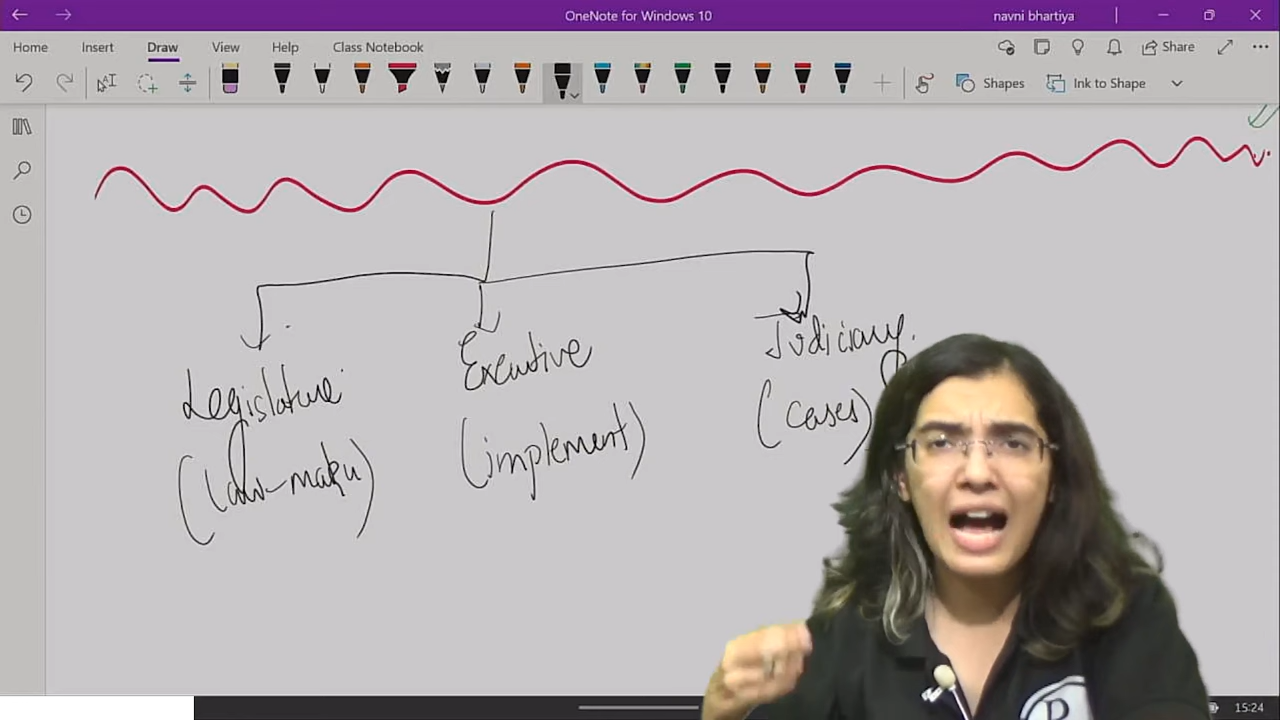 OneNote for Windows 10
navni bhartiya
Home Insert Draw View Help Class Notebook
Share
Shapes
Ink to Shape
Legislature
(law-maker)
Executive
(implement)
Judiciary
(cases)
P
15:24